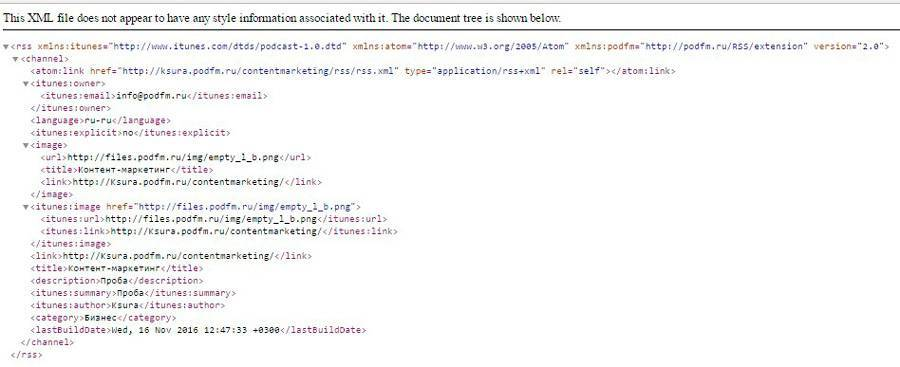 This XML file does not appear to have any style information associated with it. The document tree is shown below.
▼<rss xmlns:itunes="http://www.itunes.com/dtds/podcast-1.0.dtd" xmlns:atom="http://www.w3.org/2005/Atom" xmlns:podfm="http://podfm.ru/RSS/extension" version="2.0">
▼<channel>
<atom:link href="http://ksura.podfm.ru/contentmarketing/rss/rss.xml" type="application/rss+xml" rel="self"></atom:link>
▼<itunes:owner>
<itunes:email>info@podfm.ru</itunes:email>
</itunes:owner>
<language>ru-ru</language>
<itunes:explicit>no</itunes:explicit>
▼<image>
<url>http://files.podfm.ru/img/empty_l_b.png</url>
<title>Контент-маркетинг</title>
<link>http://Ksura.podfm.ru/contentmarketing/</link>
</image>
▼<itunes:image href="http://files.podfm.ru/img/empty_l_b.png">
<itunes:url>http://files.podfm.ru/img/empty_l_b.png</itunes:url>
<itunes:link>http://Ksura.podfm.ru/contentmarketing/</itunes:link>
</itunes:image>
<link>http://Ksura.podfm.ru/contentmarketing/</link>
<title>Контент-маркетинг</title>
<description>Проба</description>
<itunes:summary>Проба</itunes:summary>
<itunes:author>Ksura</itunes:author>
<category>Бизнес</category>
<lastBuildDate>Wed, 16 Nov 2016 12:47:33 +0300</lastBuildDate>
</channel>
</rss>